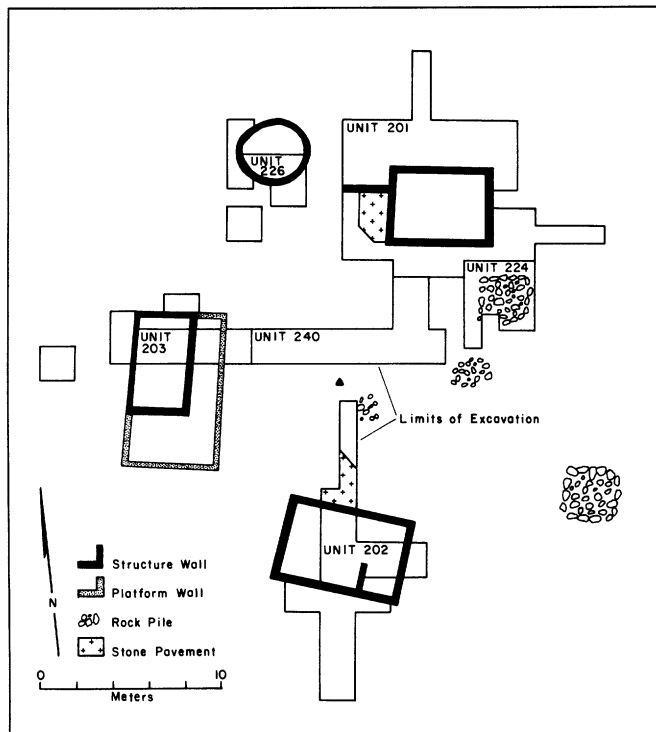 UNIT 201
UNIT
226
UNIT 224
UNIT
203
UNIT 240
Limits of Excavation
UNIT 202
N
Structure Wall
Platform Wall
Rock Pile
Stone Pavement
0 10
Meters